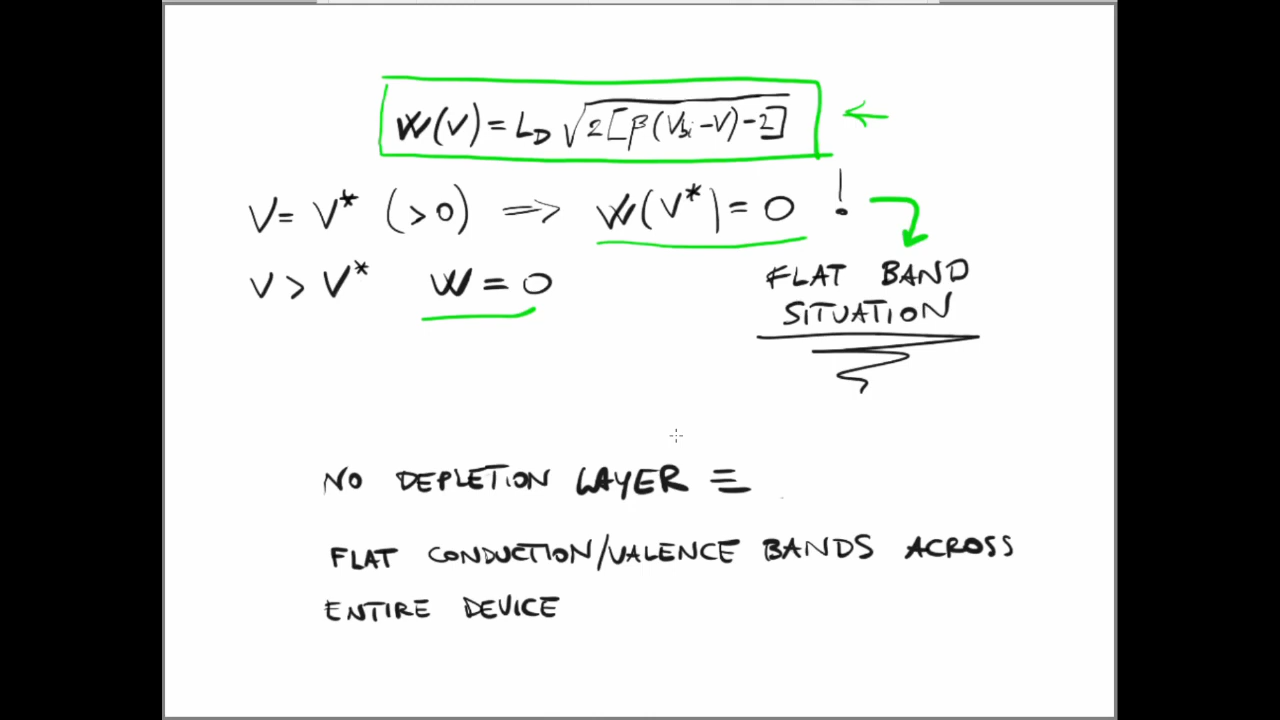 W(V) = L_D √2[β(V_bi - V) - 2] ←
V = V* (>0) ⇒ W(V*) = 0 !
V > V* W = 0
FLAT BAND
SITUATION
NO DEPLETION LAYER ≡
FLAT CONDUCTION/VALENCE BANDS ACROSS
ENTIRE DEVICE